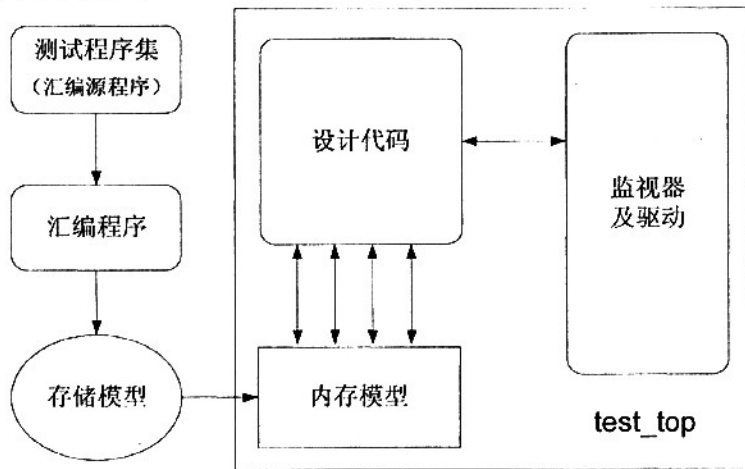 测试程序集
（汇编源程序）
汇编程序
存储模型
设计代码
内存模型
监视器
及驱动
test_top